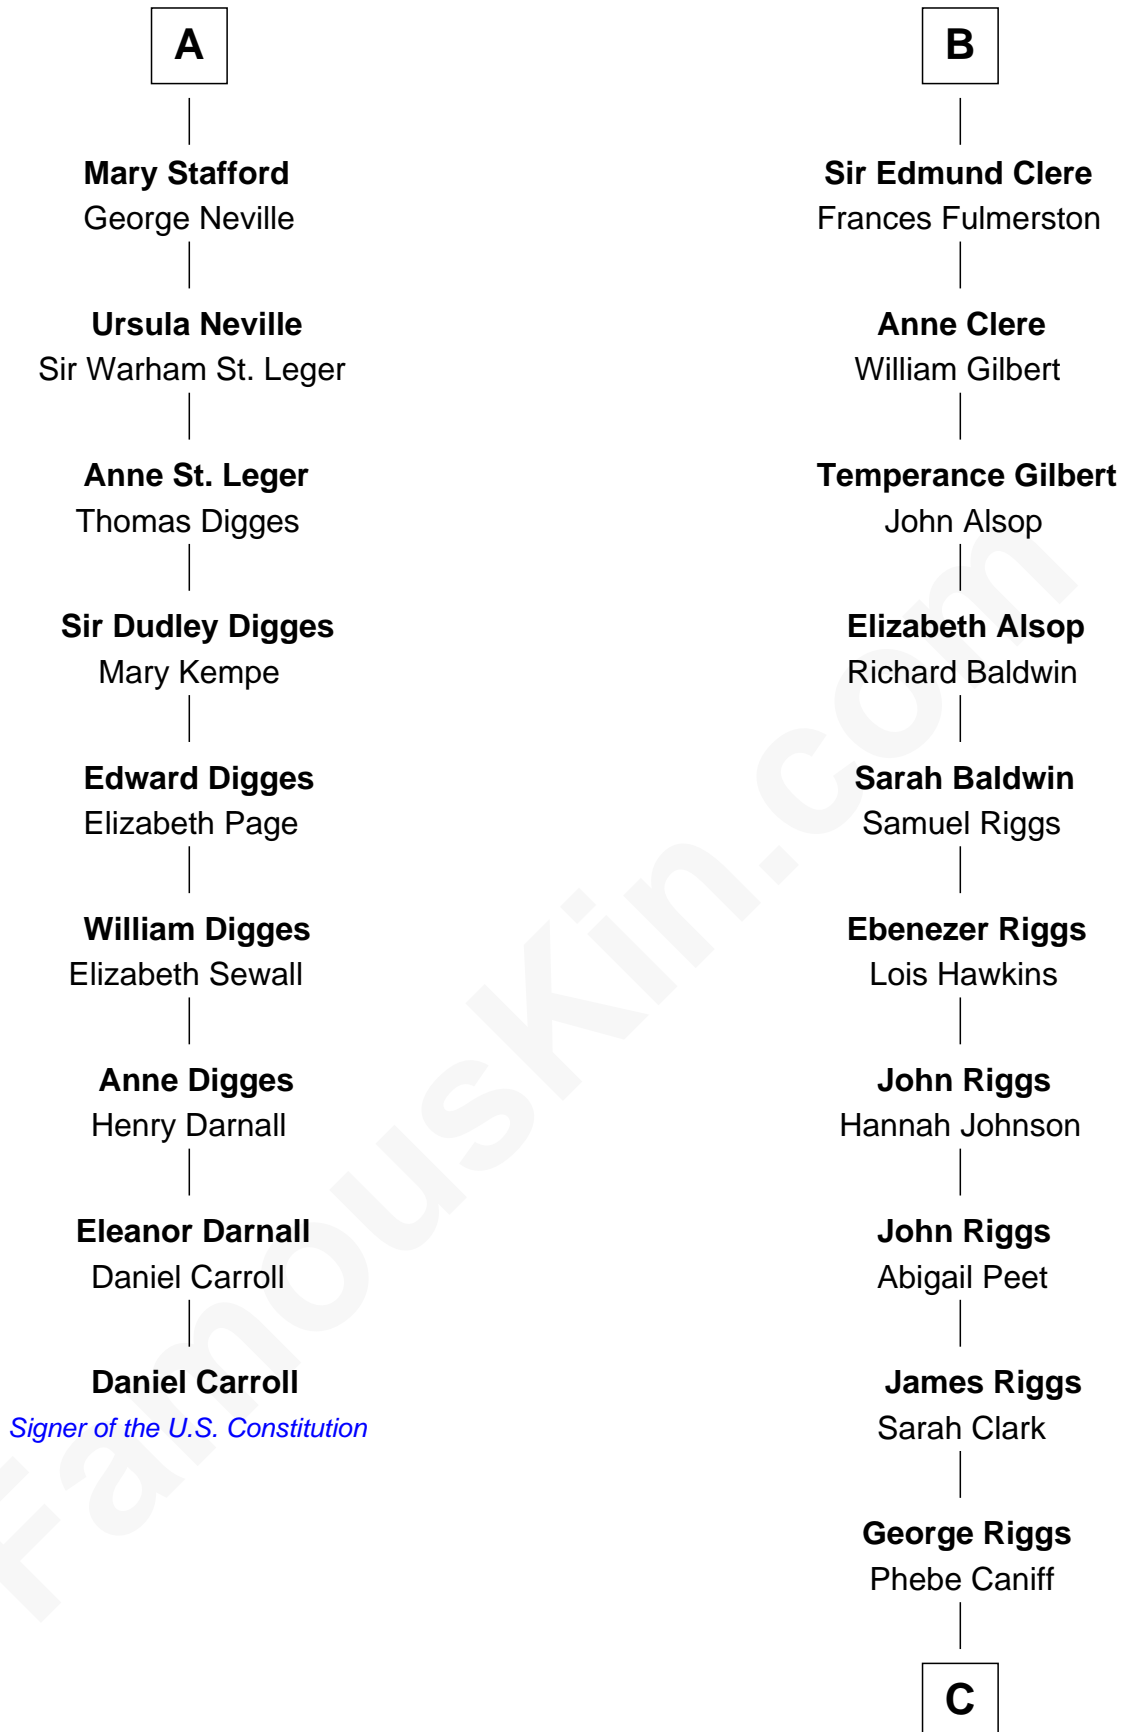 A
Mary Stafford
George Neville
Ursula Neville
Sir Warham St. Leger
Anne St. Leger
Thomas Digges
Sir Dudley Digges
Mary Kempe
Edward Digges
Elizabeth Page
William Digges
Elizabeth Sewall
Anne Digges
Henry Darnall
Eleanor Darnall
Daniel Carroll
Daniel Carroll
Signer of the U.S. Constitution
B
Sir Edmund Clere
Frances Fulmerston
Anne Clere
William Gilbert
Temperance Gilbert
John Alsop
Elizabeth Alsop
Richard Baldwin
Sarah Baldwin
Samuel Riggs
Ebenezer Riggs
Lois Hawkins
John Riggs
Hannah Johnson
John Riggs
Abigail Peet
James Riggs
Sarah Clark
George Riggs
Phebe Caniff
C
FamousKin.com